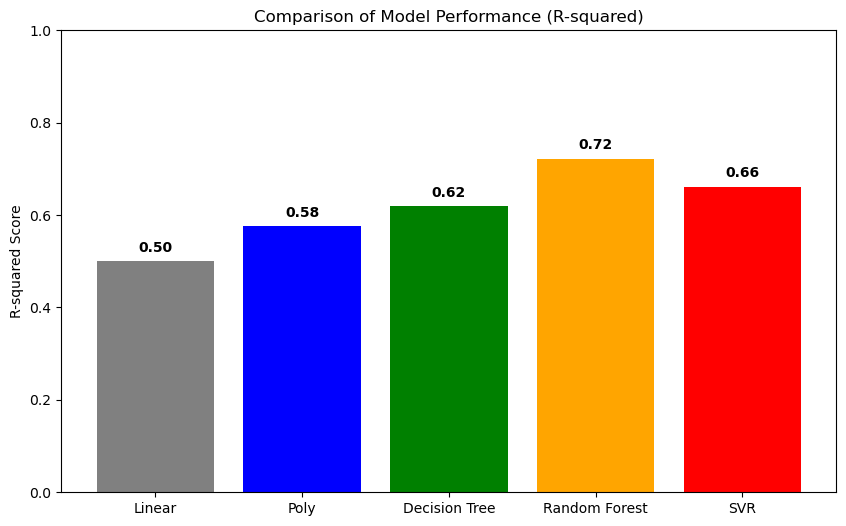 Comparison of Model Performance (R-squared)
R-squared Score
1.0
0.8
0.6
0.4
0.2
0.0
0.50
0.58
0.62
0.72
0.66
Linear
Poly
Decision Tree
Random Forest
SVR